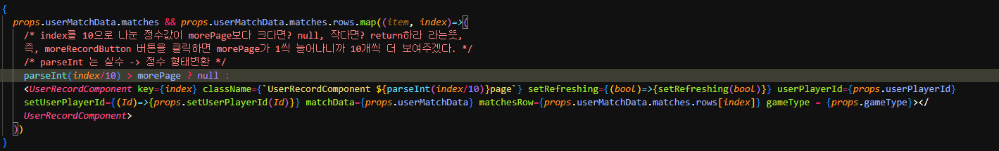 {
props.userMatchData.matches && props.userMatchData.matches.rows.map((item, index)=>(
/* index를 10으로 나눈 정수값이 morePage보다 크다면? null, 작다면? return하라 라는뜻,
즉, moreRecordButton 버튼을 클릭하면 morePage가 1씩 늘어나니까 10개씩 더 보여주겠다. */
/* parseInt 는 실수 -> 정수 형태변환 */
parseInt(index/10) > morePage ? null :
<UserRecordComponent key={index} className={`UserRecordComponent ${parseInt(index/10)}page`} setRefreshing={(bool)=>{setRefreshing(bool)}} userPlayerId={props.userPlayerId}
setUserPlayerId={(Id)=>{props.setUserPlayerId(Id)}} matchData={props.userMatchData} matchesRow={props.userMatchData.matches.rows[index]} gameType = {props.gameType}></
UserRecordComponent>
))
}